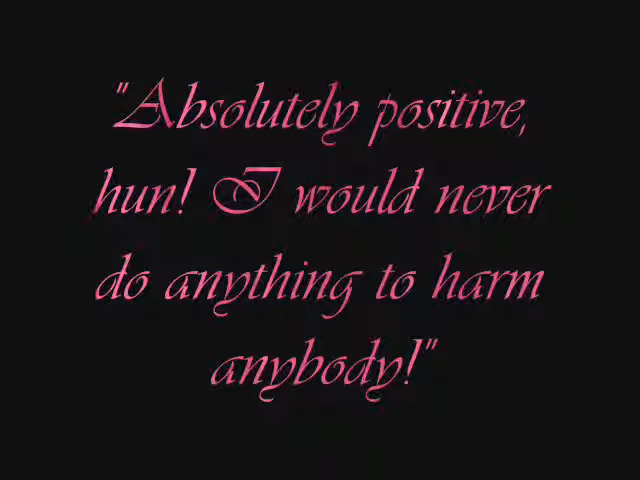 "Absolutely positive,
hun! I would never
do anything to harm
anybody!"